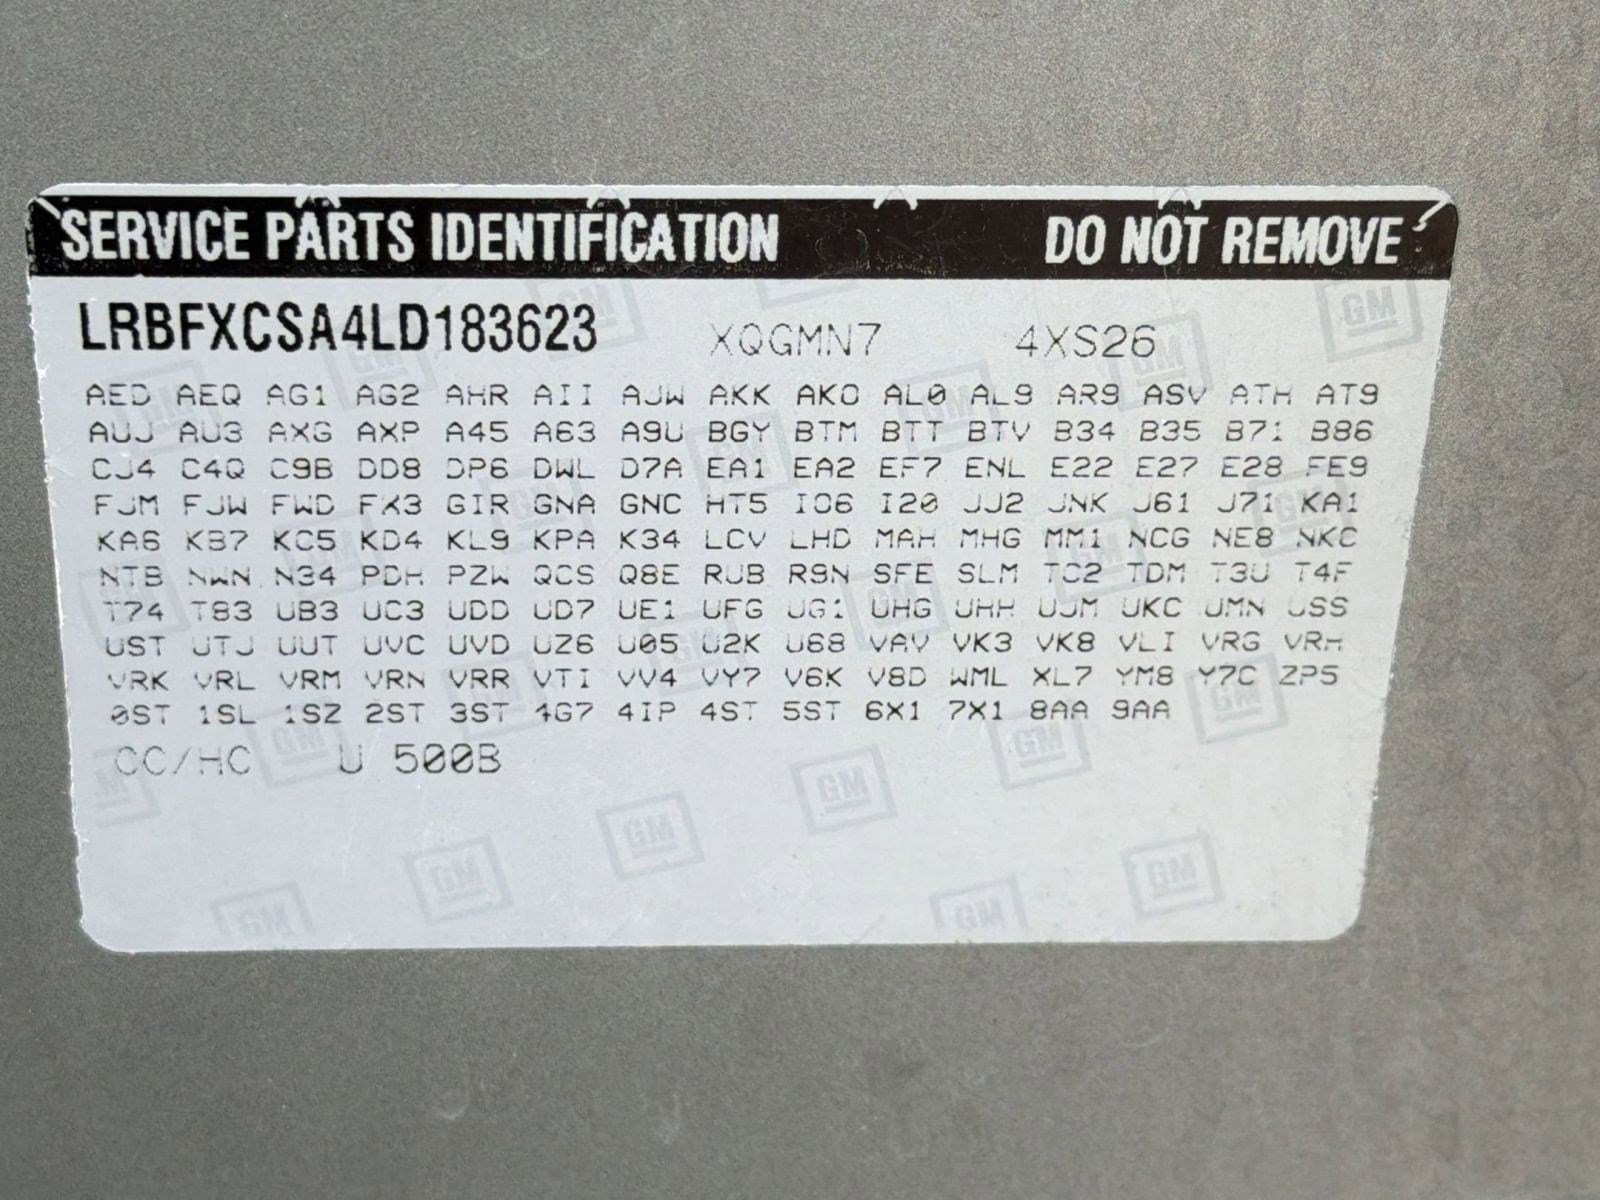 SERVICE PARTS IDENTIFICATION DO NOT REMOVE
LRBFXCSA4LD183623 XQGMN7 4XS26
AED AEQ AG1 AG2 AHR AII AJW AKK AKO AL0 AL9 AR9 ASV ATH AT9
AUJ AU3 AXG AXP A45 A63 A9U BGY BTM BTT BTV B34 B35 B71 B86
CJ4 C4Q C9B DD8 DP6 DWL D7A EA1 EA2 EF7 ENL E22 E27 E28 FE9
FJM FJW FWD FX3 GIR GNA GNC HT5 IO6 I20 JJ2 JNK J61 J71 KA1
KA6 KB7 KC5 KD4 KL9 KPA K34 LCV LHD MAH MHG MM1 NCG NE8 NKC
NTB NWN N34 PDH PZW QCS Q8E RUB R9N SFE SLM TC2 TDM T3U T4F
T74 T83 UB3 UC3 UDD UD7 UE1 UFG UG1 UHG UHH UJM UKC UMN USS
UST UTJ UUT UVC UVD UZ6 U05 U2K U68 VAV VK3 VK8 VLI VRG VRH
VRK VRL VRM VRN VRR VTI VV4 VY7 V6K V8D WML XL7 YM8 Y7C ZP5
0ST 1SL 1SZ 2ST 3ST 4G7 4IP 4ST 5ST 6X1 7X1 8AA 9AA
CC/HC U 500B